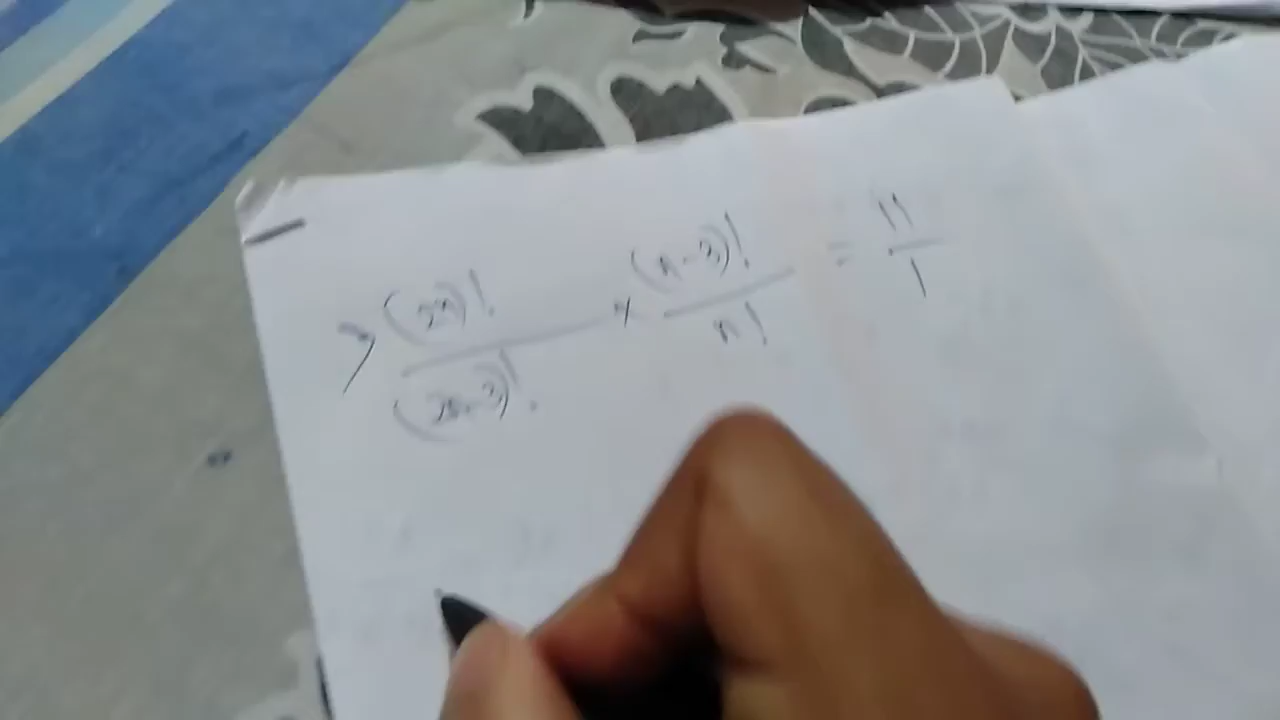 ⇒ (2n)! / (2n-3)! × (n-3)! / n! = 11 / 1